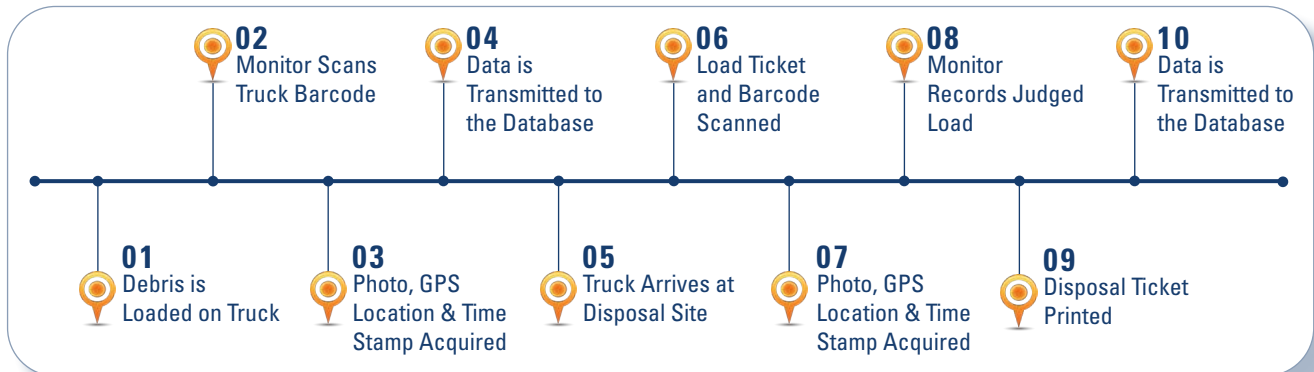 01
Debris is
Loaded on Truck
02
Monitor Scans
Truck Barcode
03
Photo, GPS
Location & Time
Stamp Acquired
04
Data is
Transmitted to
the Database
05
Truck Arrives at
Disposal Site
06
Load Ticket
and Barcode
Scanned
07
Photo, GPS
Location & Time
Stamp Acquired
08
Monitor
Records Judged
Load
09
Disposal Ticket
Printed
10
Data is
Transmitted to
the Database